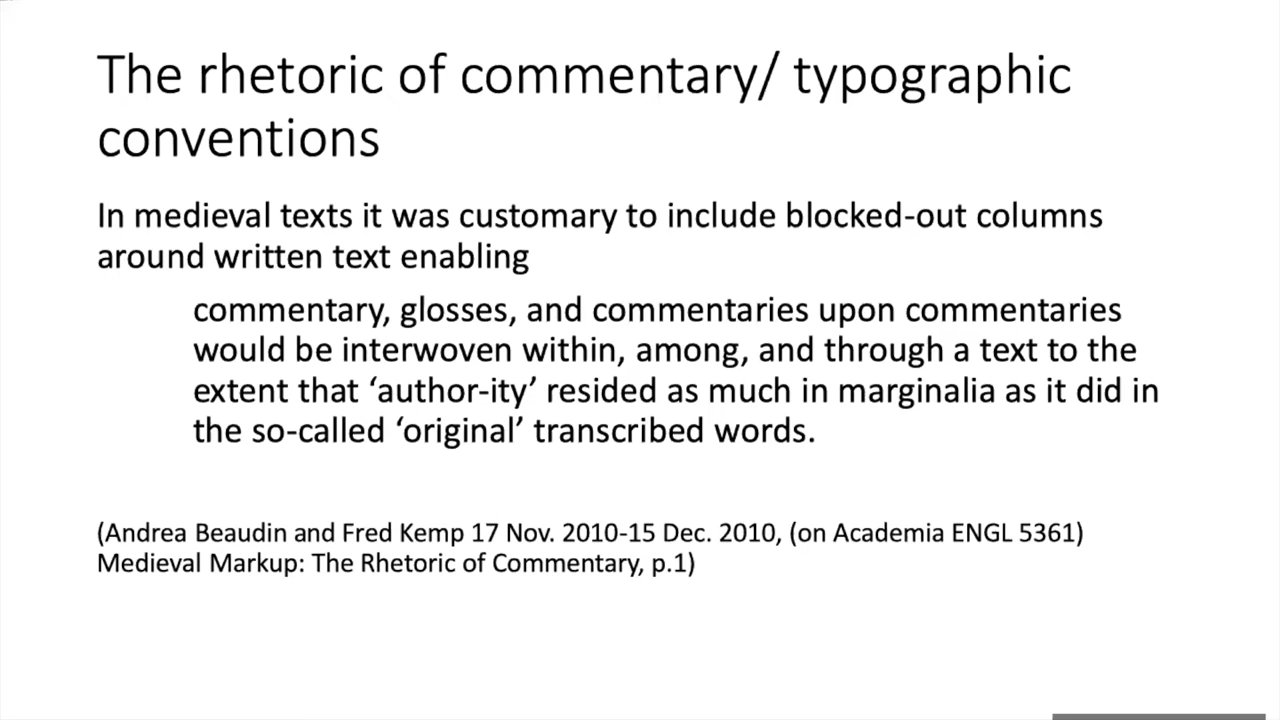 The rhetoric of commentary/ typographic
conventions
In medieval texts it was customary to include blocked-out columns
around written text enabling
commentary, glosses, and commentaries upon commentaries
would be interwoven within, among, and through a text to the
extent that ‘author-ity’ resided as much in marginalia as it did in
the so-called ‘original’ transcribed words.
(Andrea Beaudin and Fred Kemp 17 Nov. 2010-15 Dec. 2010, (on Academia ENGL 5361)
Medieval Markup: The Rhetoric of Commentary, p.1)